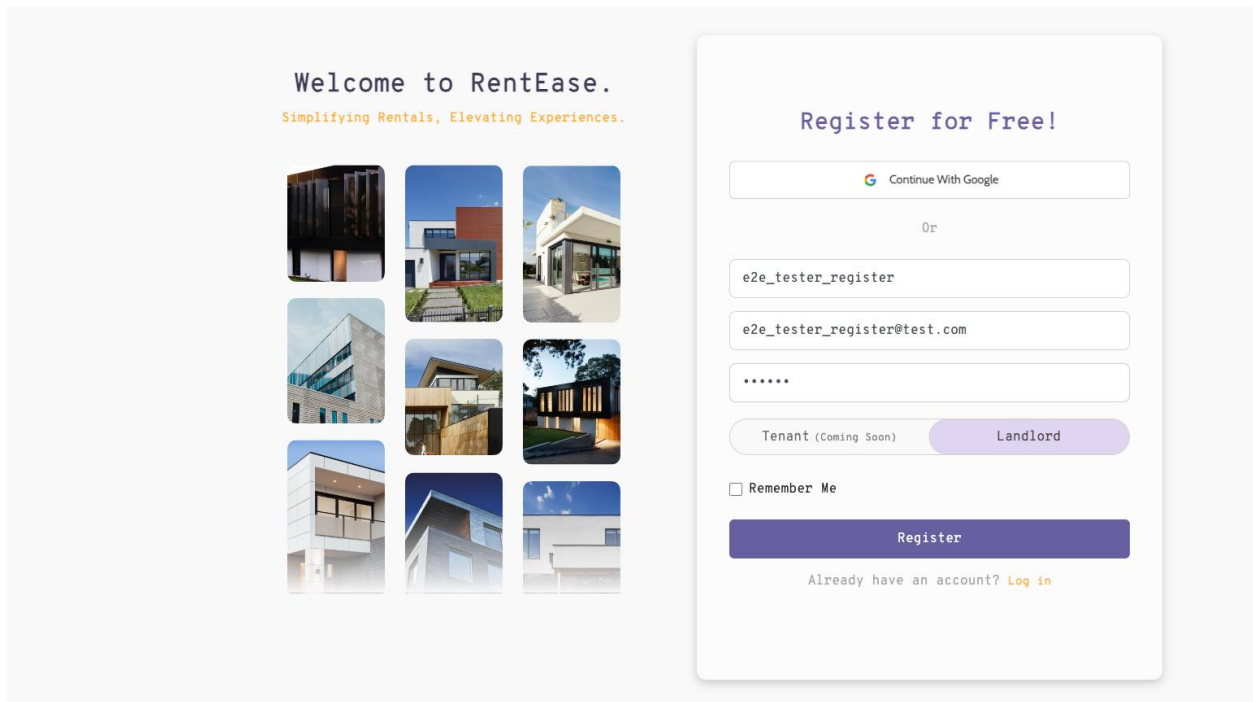 Welcome to RentEase.
Simplifying Rentals, Elevating Experiences.
Register for Free!
Continue With Google
Or
e2e_tester_register
e2e_tester_register@test.com
••••••
Tenant (Coming Soon) Landlord
Remember Me
Register
Already have an account? Log in